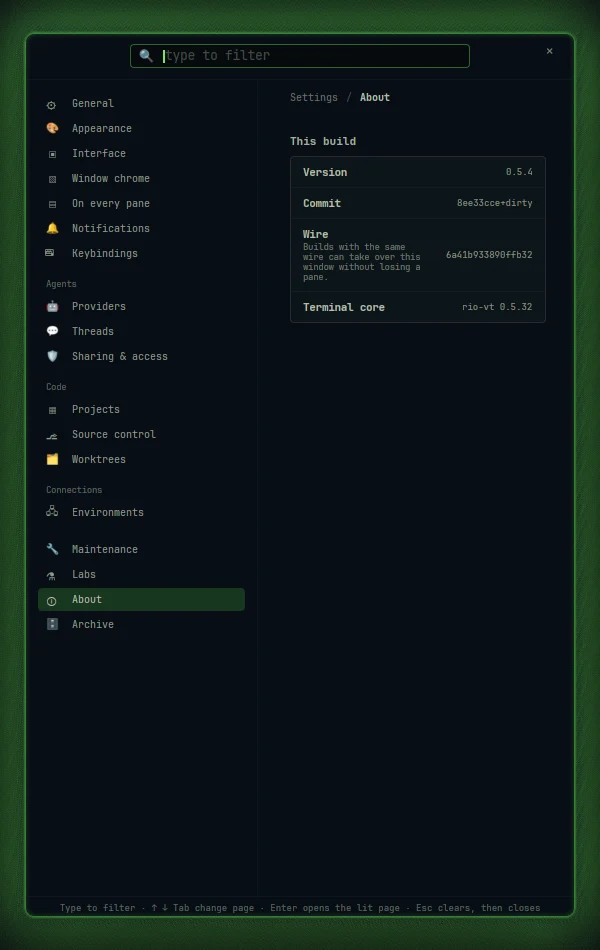 type to filter
×
General
Appearance
Interface
Window chrome
On every pane
Notifications
Keybindings
Agents
Providers
Threads
Sharing & access
Code
Projects
Source control
Worktrees
Connections
Environments
Maintenance
Labs
About
Archive
Settings / About
This build
Version 0.5.4
Commit 8ee33cce+dirty
Wire
Builds with the same
wire can take over this
window without losing a
pane.
6a41b933890ffb32
Terminal core rio-vt 0.5.32
Type to filter · ↑ ↓ Tab change page · Enter opens the lit page · Esc clears, then closes